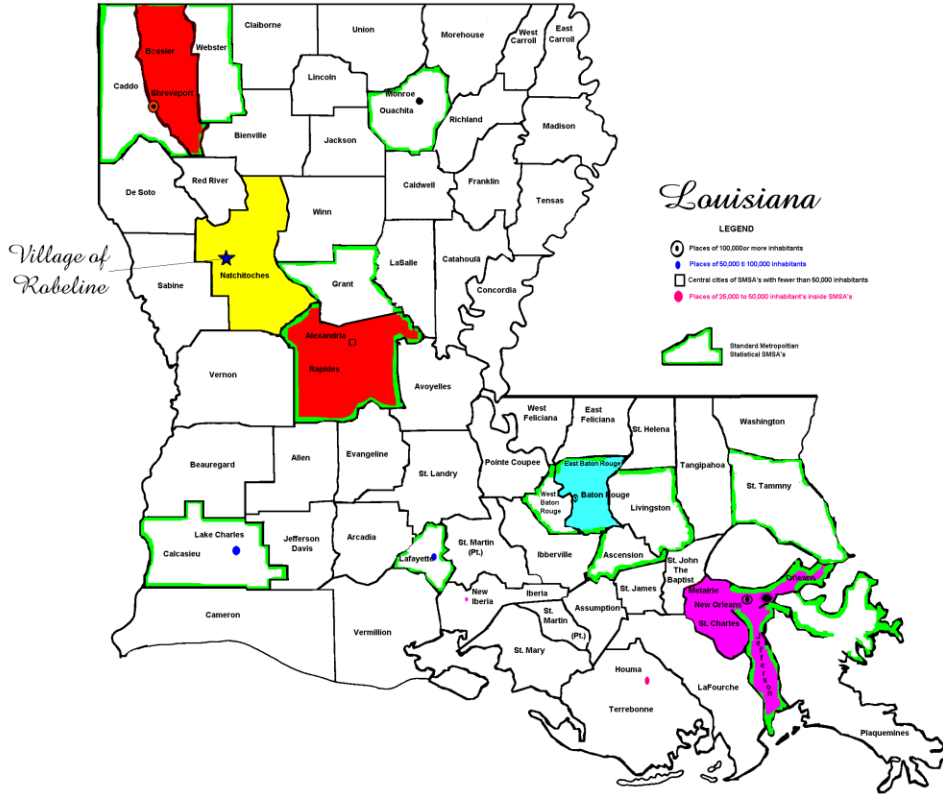 Claiborne
Union
Morehouse
West
Carroll
East
Carroll
Bossier
Webster
Lincoln
Caddo
Shreveport
Monroe
Ouachita
Richland
Madison
Bienville
Jackson
De Soto
Red River
Caldwell
Franklin
Tensas
Winn
Louisiana
LEGEND
Places of 100,000or more inhabitants
Places of 50,000 ti 100,000 inhabitants
Central cities of SMSA's with fewer than 50,000 inhabitants
Places of 25,000 to 50,000 inhabitant's inside SMSA's
Standard Metropoltian
Statistical SMSA's
Village of
Robeline
Natchitoches
Sabine
Grant
LaSalle
Catahoula
Concordia
Alesandria
Rapides
Vernon
Avoyelles
West
Feliciana
East
Feliciana
St. Helena
Washington
Beauregard
Allen
Evangeline
St. Landry
Pointe Coupee
East Baton Rouge
Tangipahoa
St. Tammny
West
Baton
Rouge
Baton Rouge
Livingston
Lake Charles
Calcasieu
Jefferson
Davis
Arcadia
Lafayette
St. Martin
(Pt.)
Ibberville
Ascension
St. John
The
Baptist
Orleans
Cameron
Vermillion
New
Iberia
Iberia
St.
Martin
(Pt.)
Assumption
St. James
Metairie
New Orleans
St. Charles
Jefferson
St. Mary
Houma
Terrebonne
LaFourche
Plaquemines